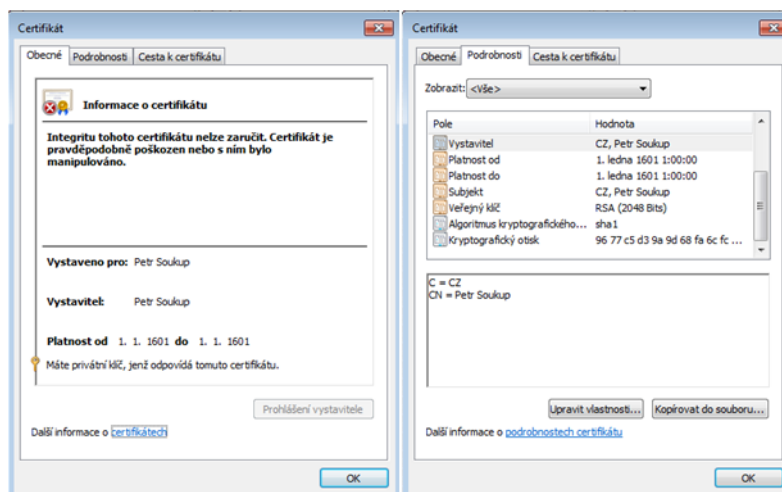 Certifikát
Obecné Podrobnosti Cesta k certifikátu
Informace o certifikátu
Integritu tohoto certifikátu nelze zaručit. Certifikát je
pravděpodobně poškozen nebo s ním bylo
manipulováno.
Vystaveno pro: Petr Soukup
Vystavitel: Petr Soukup
Platnost od 1. 1. 1601 do 1. 1. 1601
Máte privátní klíč, jenž odpovídá tomuto certifikátu.
Prohlášení vystavitele
Další informace o certifikátech
OK
Certifikát
Obecné Podrobnosti Cesta k certifikátu
Zobrazit: <Vše>
Pole Hodnota
Vystavitel CZ, Petr Soukup
Platnost od 1. ledna 1601 1:00:00
Platnost do 1. ledna 1601 1:00:00
Subjekt CZ, Petr Soukup
Veřejný klíč RSA (2048 Bits)
Algoritmus kryptografického... sha1
Kryptografický otisk 96 77 c5 d3 9a 9d 68 fa 6c fc ...
C = CZ
CN = Petr Soukup
Upravit vlastnosti... Kopírovat do souboru...
Další informace o podrobnostech certifikátu
OK